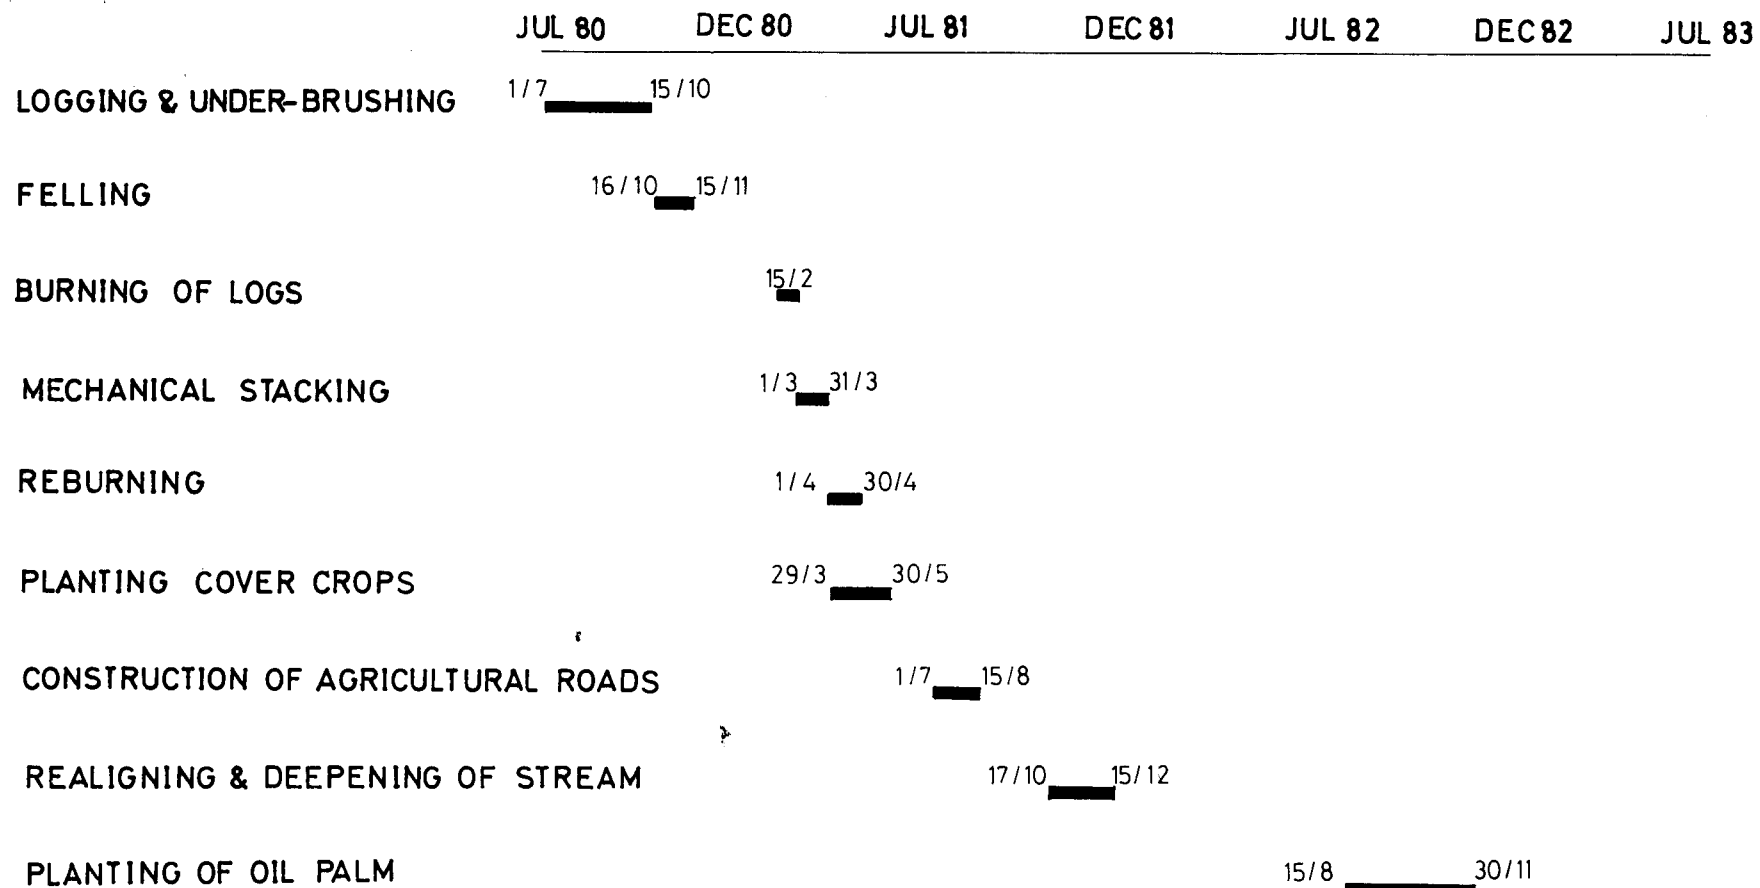 JUL 80 DEC 80 JUL 81 DEC 81 JUL 82 DEC 82 JUL 83
LOGGING & UNDER-BRUSHING 1/7 15/10
FELLING 16/10 15/11
BURNING OF LOGS 15/2
MECHANICAL STACKING 1/3 31/3
REBURNING 1/4 30/4
PLANTING COVER CROPS 29/3 30/5
CONSTRUCTION OF AGRICULTURAL ROADS 1/7 15/8
REALIGNING & DEEPENING OF STREAM 17/10 15/12
PLANTING OF OIL PALM 15/8 30/11